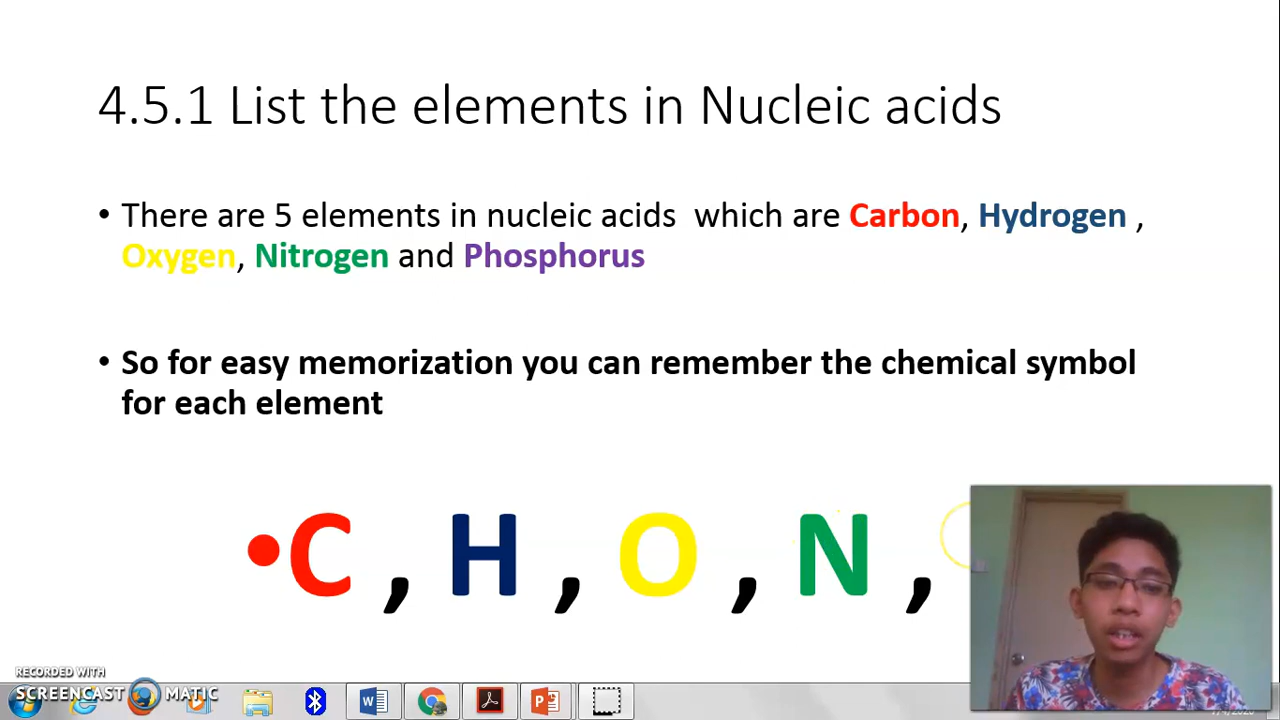 4.5.1 List the elements in Nucleic acids
• There are 5 elements in nucleic acids which are Carbon, Hydrogen ,
Oxygen, Nitrogen and Phosphorus
• So for easy memorization you can remember the chemical symbol
for each element
•C , H , O , N ,
RECORDED WITH
SCREENCAST MATIC